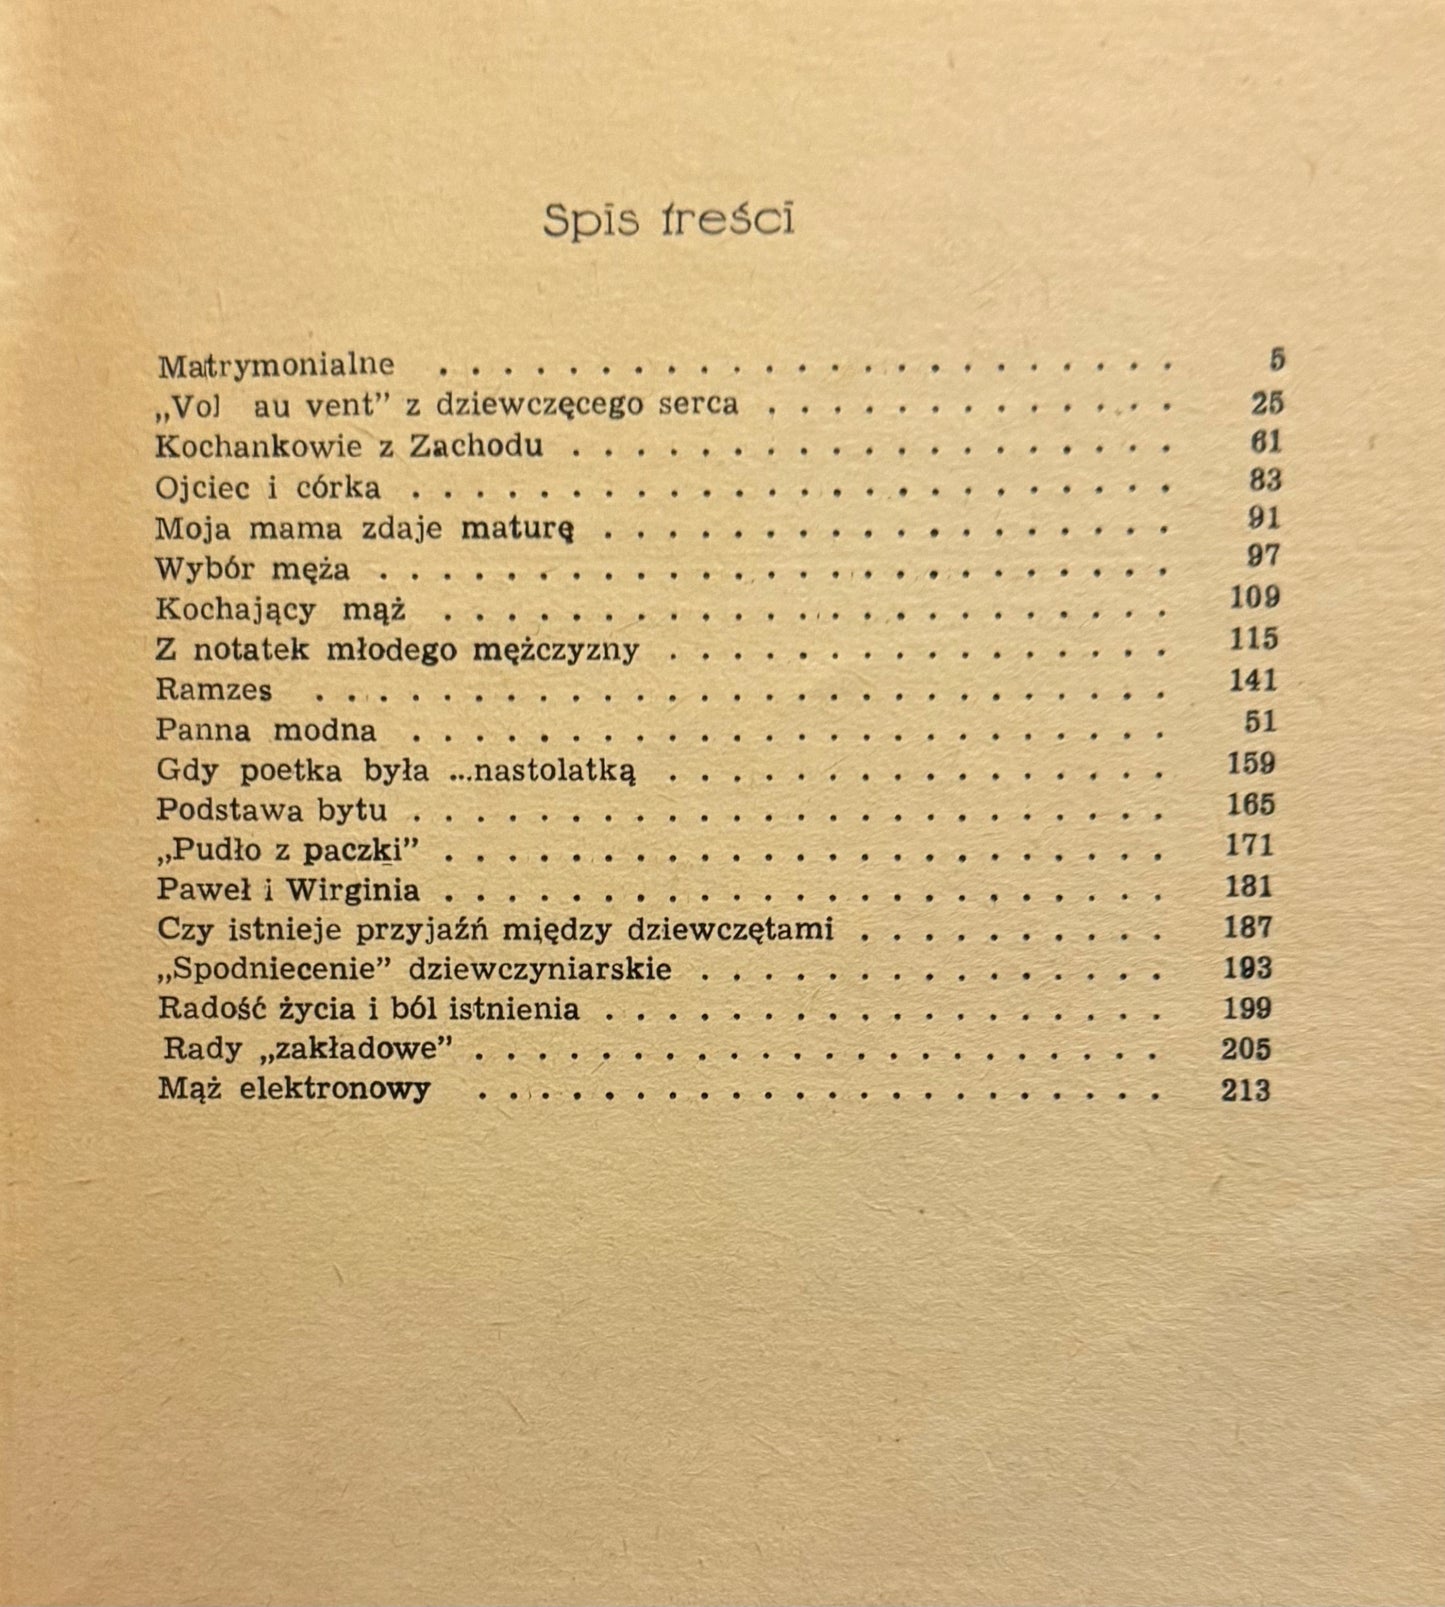 Spis treści
Matrymonialne . . . . . . . . . . . . . . . . . . . . . . . 5
„Vol au vent” z dziewczęcego serca . . . . . . . . . . . . . 25
Kochankowie z Zachodu . . . . . . . . . . . . . . . . . . . 61
Ojciec i córka . . . . . . . . . . . . . . . . . . . . . . . . 83
Moja mama zdaje maturę . . . . . . . . . . . . . . . . . . 91
Wybór męża . . . . . . . . . . . . . . . . . . . . . . . . . 97
Kochający mąż . . . . . . . . . . . . . . . . . . . . . . . 109
Z notatek młodego mężczyzny . . . . . . . . . . . . . . . . 115
Ramzes . . . . . . . . . . . . . . . . . . . . . . . . . . . 141
Panna modna . . . . . . . . . . . . . . . . . . . . . . . . 51
Gdy poetka była ...nastolatką . . . . . . . . . . . . . . . . 159
Podstawa bytu . . . . . . . . . . . . . . . . . . . . . . . . 165
„Pudło z paczki” . . . . . . . . . . . . . . . . . . . . . . . 171
Paweł i Wirginia . . . . . . . . . . . . . . . . . . . . . . . 181
Czy istnieje przyjaźń między dziewczętami . . . . . . . . . . 187
„Spodniecenie” dziewczyniarskie . . . . . . . . . . . . . . . 193
Radość życia i ból istnienia . . . . . . . . . . . . . . . . . . 199
Rady „zakładowe” . . . . . . . . . . . . . . . . . . . . . . 205
Mąż elektronowy . . . . . . . . . . . . . . . . . . . . . . 213